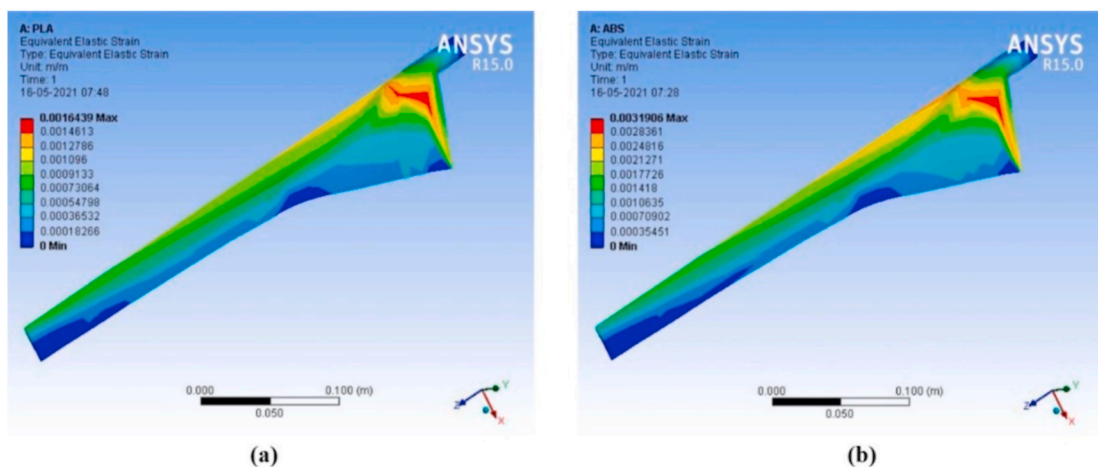 A: PLA
Equivalent Elastic Strain
Type: Equivalent Elastic Strain
Unit: m/m
Time: 1
16-05-2021 07:48
ANSYS
R15.0
0.0016439 Max
0.0014613
0.0012786
0.001096
0.0009133
0.00073064
0.00054798
0.00036532
0.00018266
0 Min
0.000
0.100 (m)
0.050
Y
Z
X
(a)
A: ABS
Equivalent Elastic Strain
Type: Equivalent Elastic Strain
Unit: m/m
Time: 1
16-05-2021 07:28
ANSYS
R15.0
0.0031906 Max
0.0028361
0.0024816
0.0021271
0.0017726
0.001418
0.0010635
0.00070902
0.00035451
0 Min
0.000
0.100 (m)
0.050
Y
Z
X
(b)